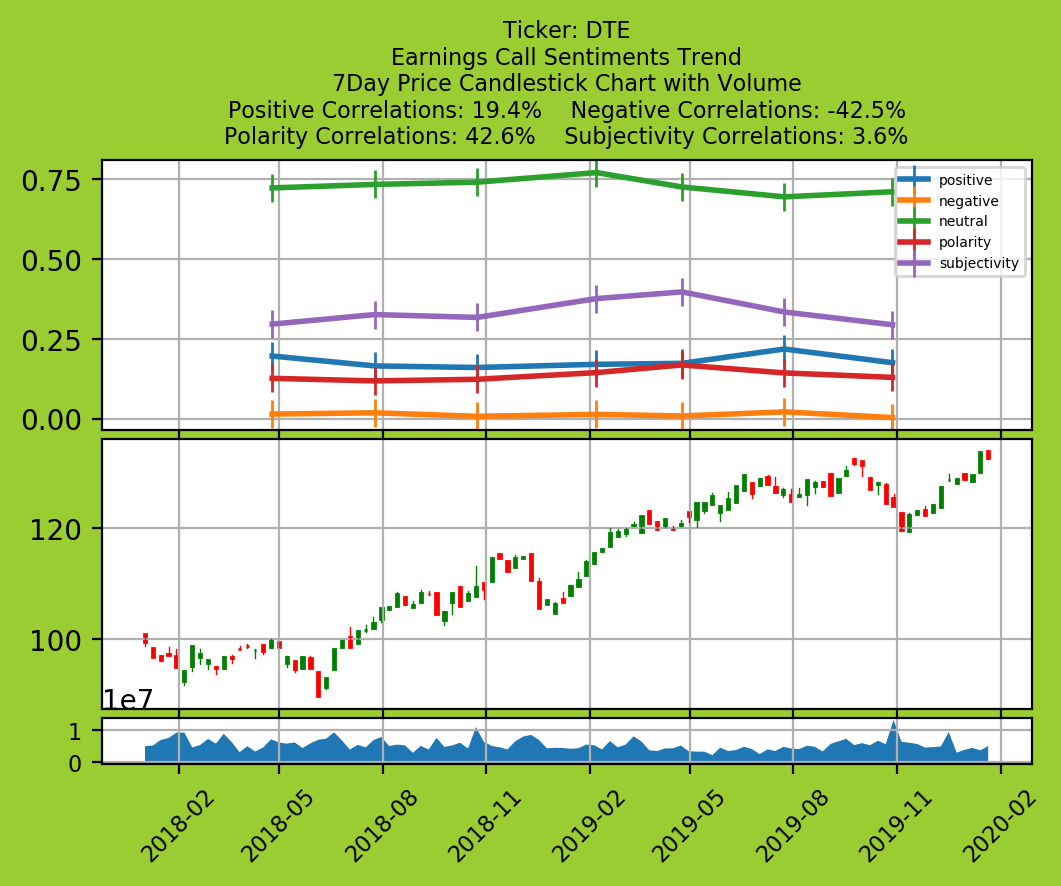 Ticker: DTE
Earnings Call Sentiments Trend
7Day Price Candlestick Chart with Volume
Positive Correlations: 19.4%    Negative Correlations: -42.5%
Polarity Correlations: 42.6%    Subjectivity Correlations: 3.6%
0.75
0.50
0.25
0.00
positive
negative
neutral
polarity
subjectivity
120
100
1e7
1
0
2018-02
2018-05
2018-08
2018-11
2019-02
2019-05
2019-08
2019-11
2020-02